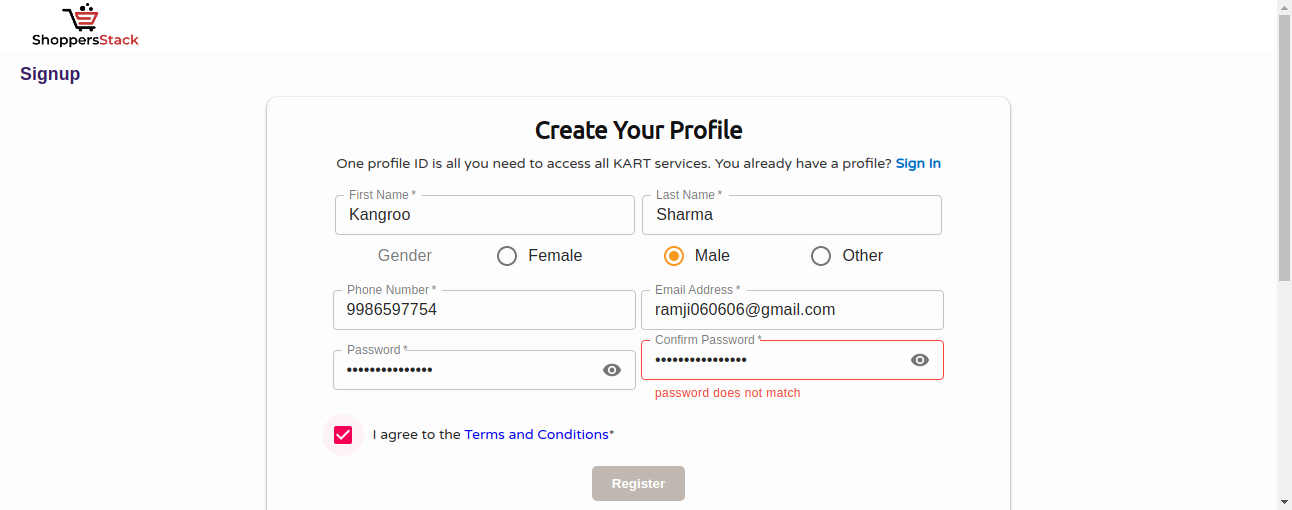 ShoppersStack
Signup
Create Your Profile
One profile ID is all you need to access all KART services. You already have a profile? Sign In
First Name *
Last Name *
Kangroo
Sharma
Gender
Female
Male
Other
Phone Number *
Email Address *
9986597754
ramji060606@gmail.com
Password *
Confirm Password *
•••••••••••••••
••••••••••••••••
password does not match
I agree to the Terms and Conditions*
Register